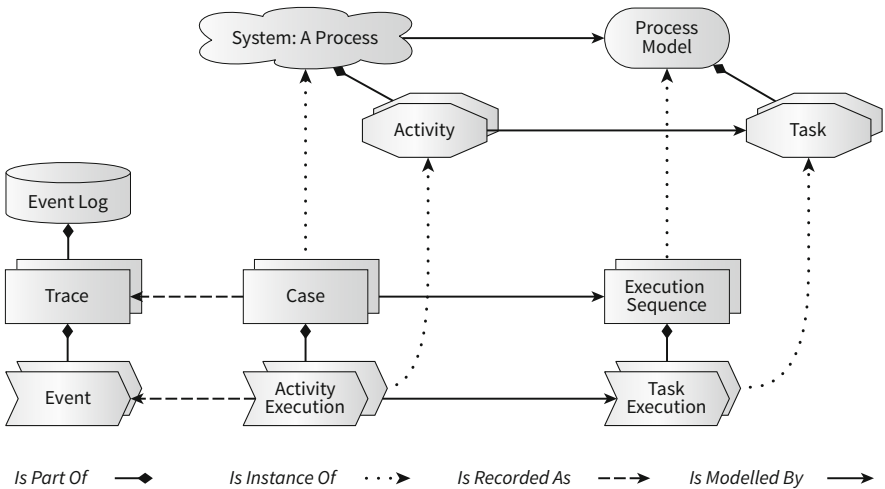 System: A Process
Process
Model
Activity
Task
Event Log
Trace
Case
Execution
Sequence
Event
Activity
Execution
Task
Execution
Is Part Of
Is Instance Of
Is Recorded As
Is Modelled By